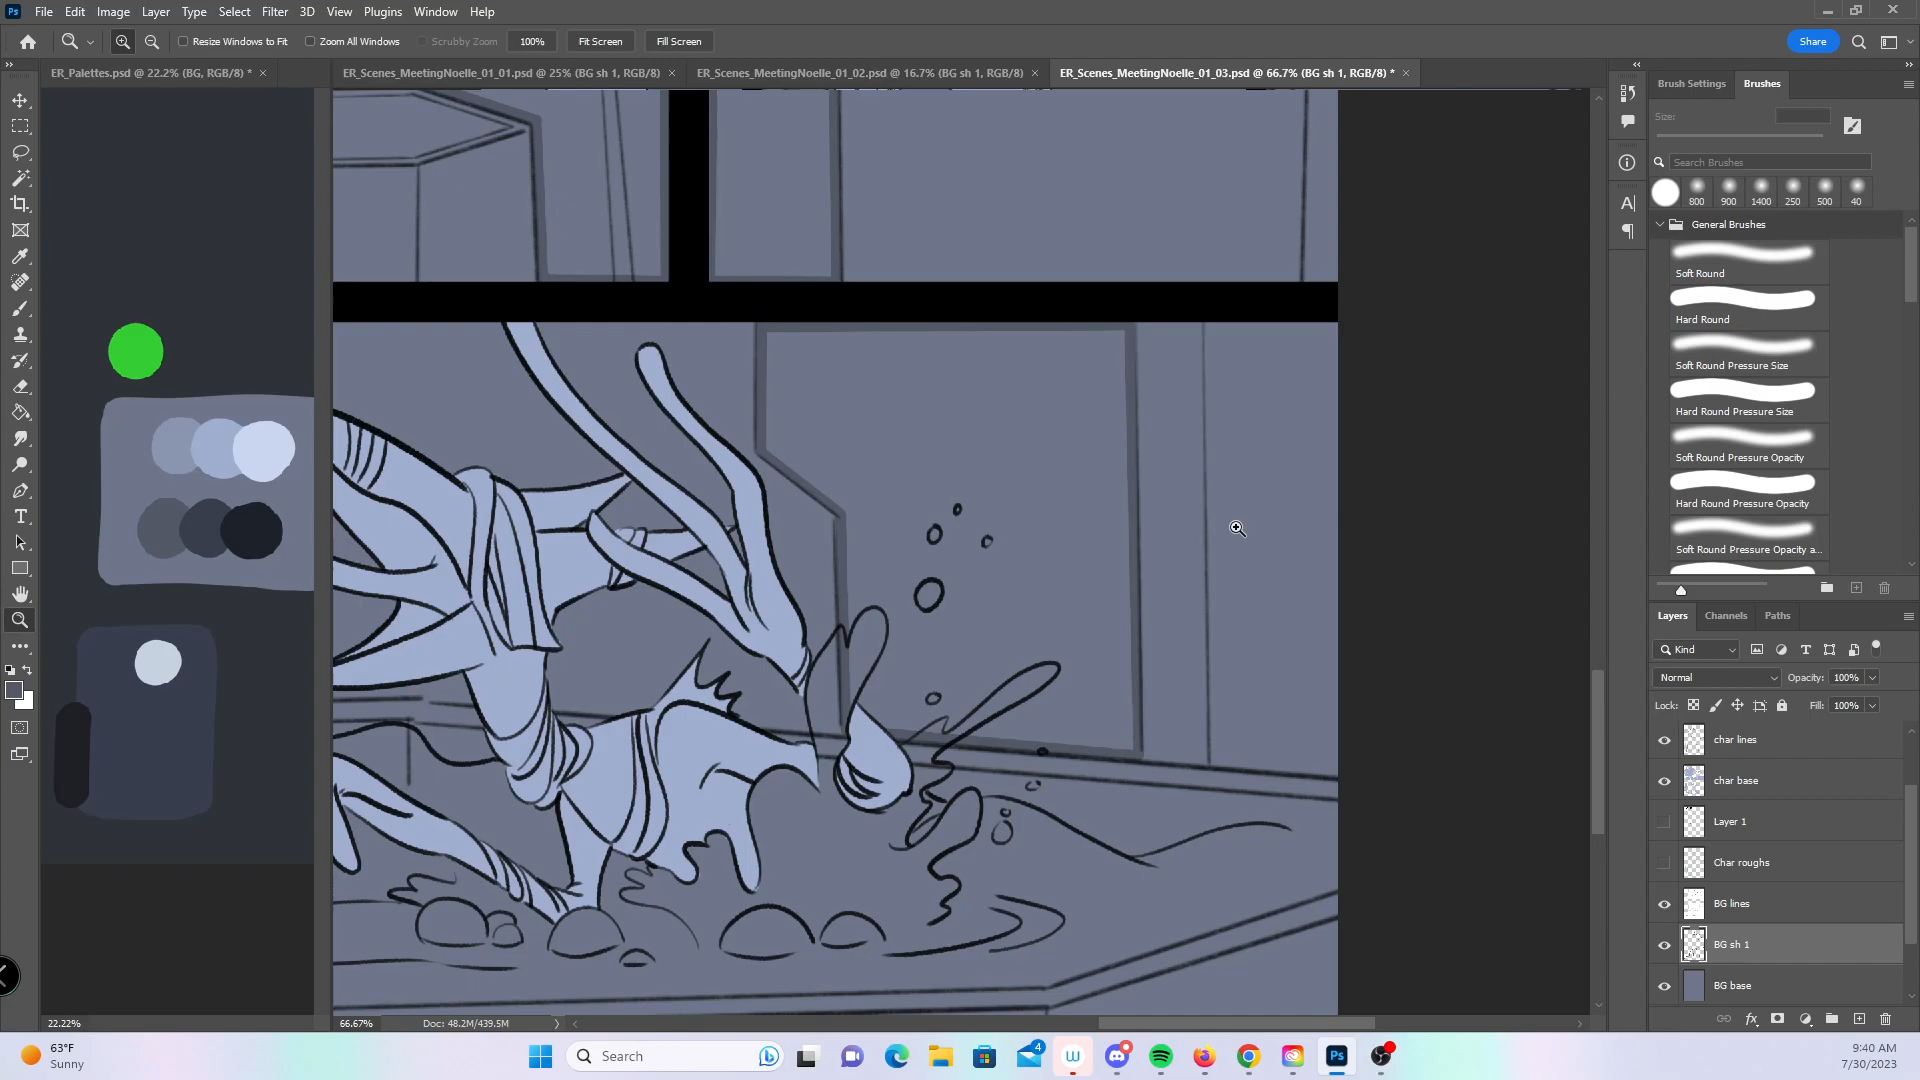 Ps File Edit Image Layer Type Select Filter 3D View Plugins Window Help
Resize Windows to Fit Zoom All Windows Scrubby Zoom 100% Fit Screen Fill Screen Share
ER_Palettes.psd @ 22.2% (BG, RGB/8) * ER_Scenes_MeetingNoelle_01_01.psd @ 25% (BG sh 1, RGB/8) ER_Scenes_MeetingNoelle_01_02.psd @ 16.7% (BG sh 1, RGB/8) ER_Scenes_MeetingNoelle_01_03.psd @ 66.7% (BG sh 1, RGB/8) *
Brush Settings Brushes
Size:
Search Brushes
800 900 1400 250 500 40
General Brushes
Soft Round
Hard Round
Soft Round Pressure Size
Hard Round Pressure Size
Soft Round Pressure Opacity
Hard Round Pressure Opacity
Soft Round Pressure Opacity a...
Layers Channels Paths
Kind
Normal Opacity: 100%
Lock: Fill: 100%
char lines
char base
Layer 1
Char roughs
BG lines
BG sh 1
BG base
22.22% 66.67% Doc: 48.2M/439.5M
63°F
Sunny
Search
4
Ps
9:40 AM
7/30/2023